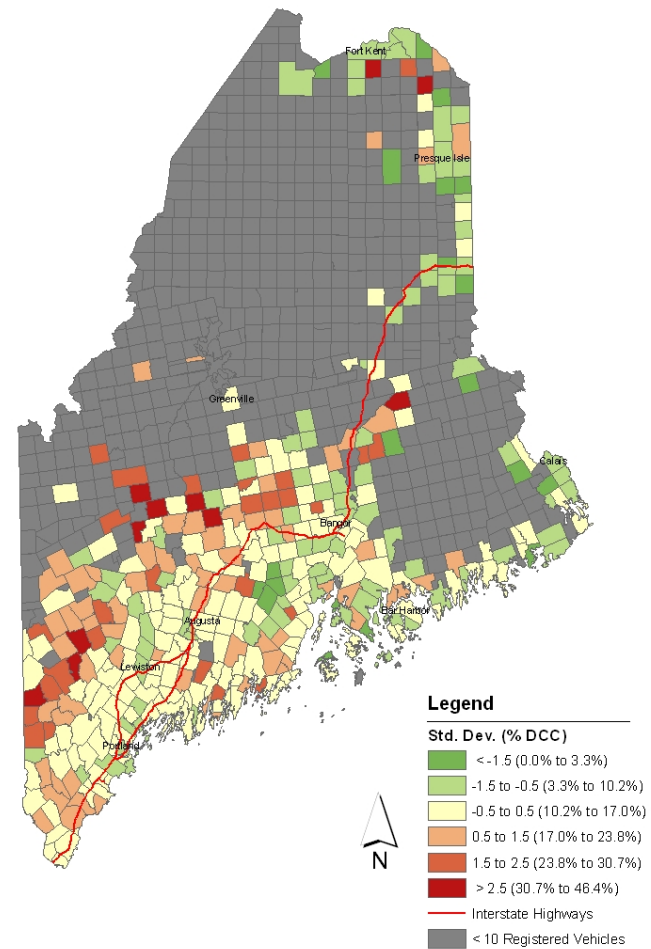 Fort Kent
Presque Isle
Greenville
Calais
Bangor
Bar Harbor
Augusta
Lewiston
Portland
N
Legend
Std. Dev. (% DCC)
< -1.5 (0.0% to 3.3%)
-1.5 to -0.5 (3.3% to 10.2%)
-0.5 to 0.5 (10.2% to 17.0%)
0.5 to 1.5 (17.0% to 23.8%)
1.5 to 2.5 (23.8% to 30.7%)
> 2.5 (30.7% to 46.4%)
Interstate Highways
< 10 Registered Vehicles